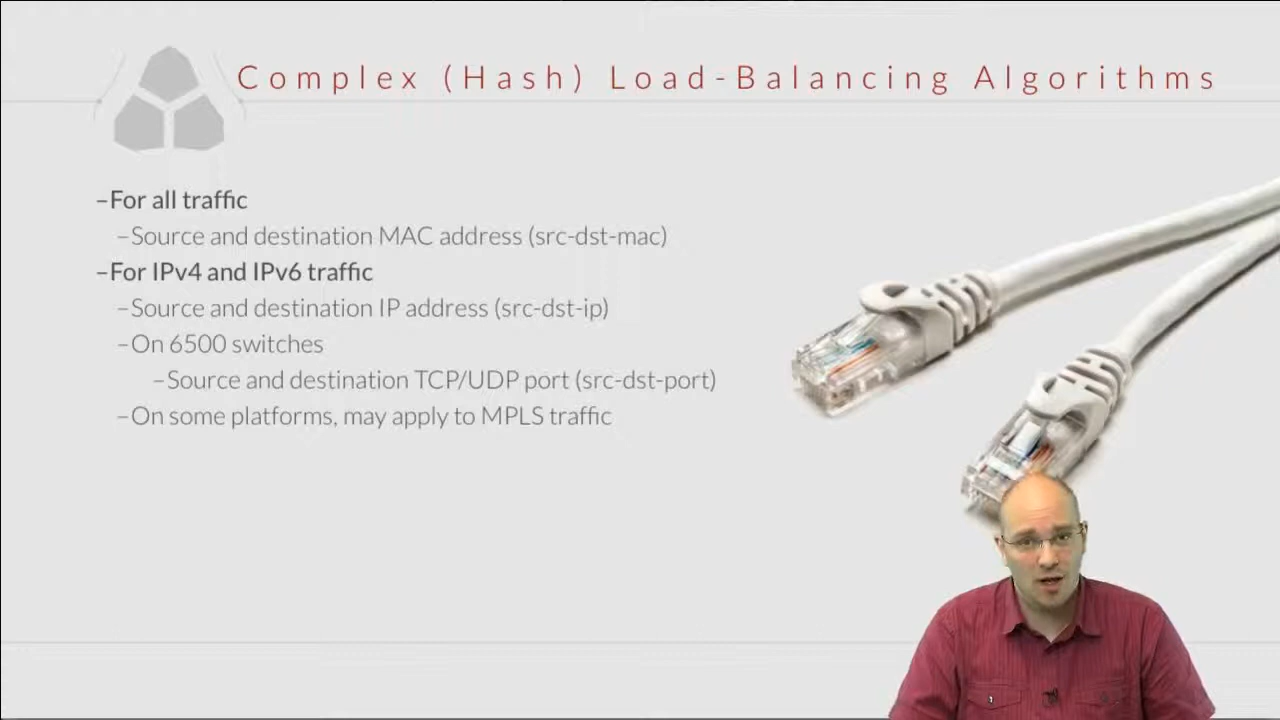 Complex (Hash) Load-Balancing Algorithms
–For all traffic
–Source and destination MAC address (src-dst-mac)
–For IPv4 and IPv6 traffic
–Source and destination IP address (src-dst-ip)
–On 6500 switches
–Source and destination TCP/UDP port (src-dst-port)
–On some platforms, may apply to MPLS traffic